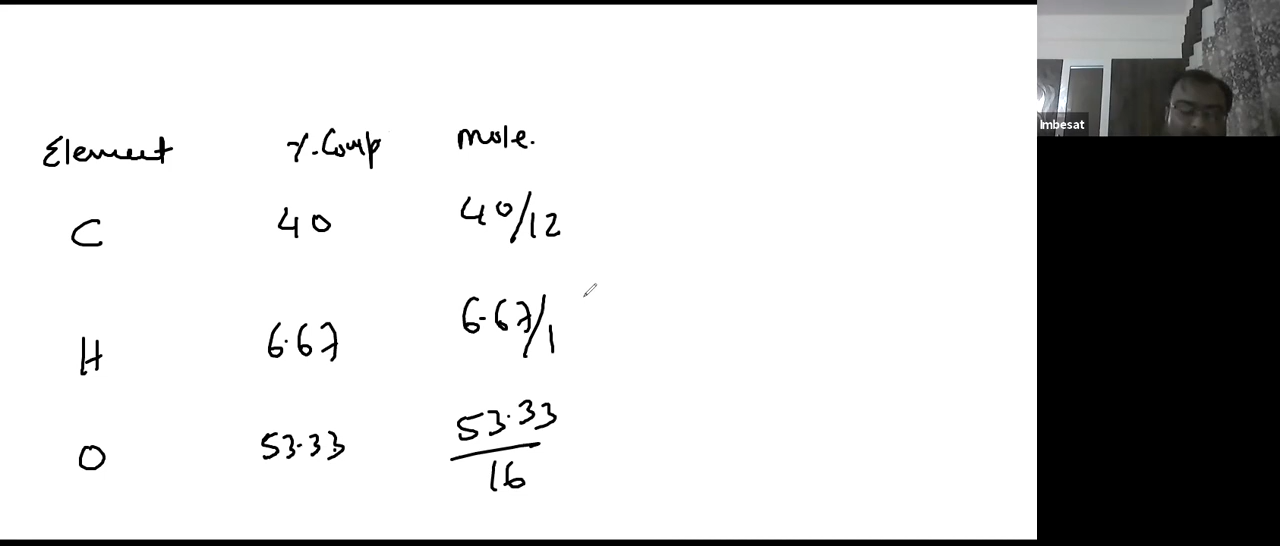 Element %.Comp mole.
C 40 40/12
H 6.67 6.67/1
O 53.33 53.33/16
Imbesat